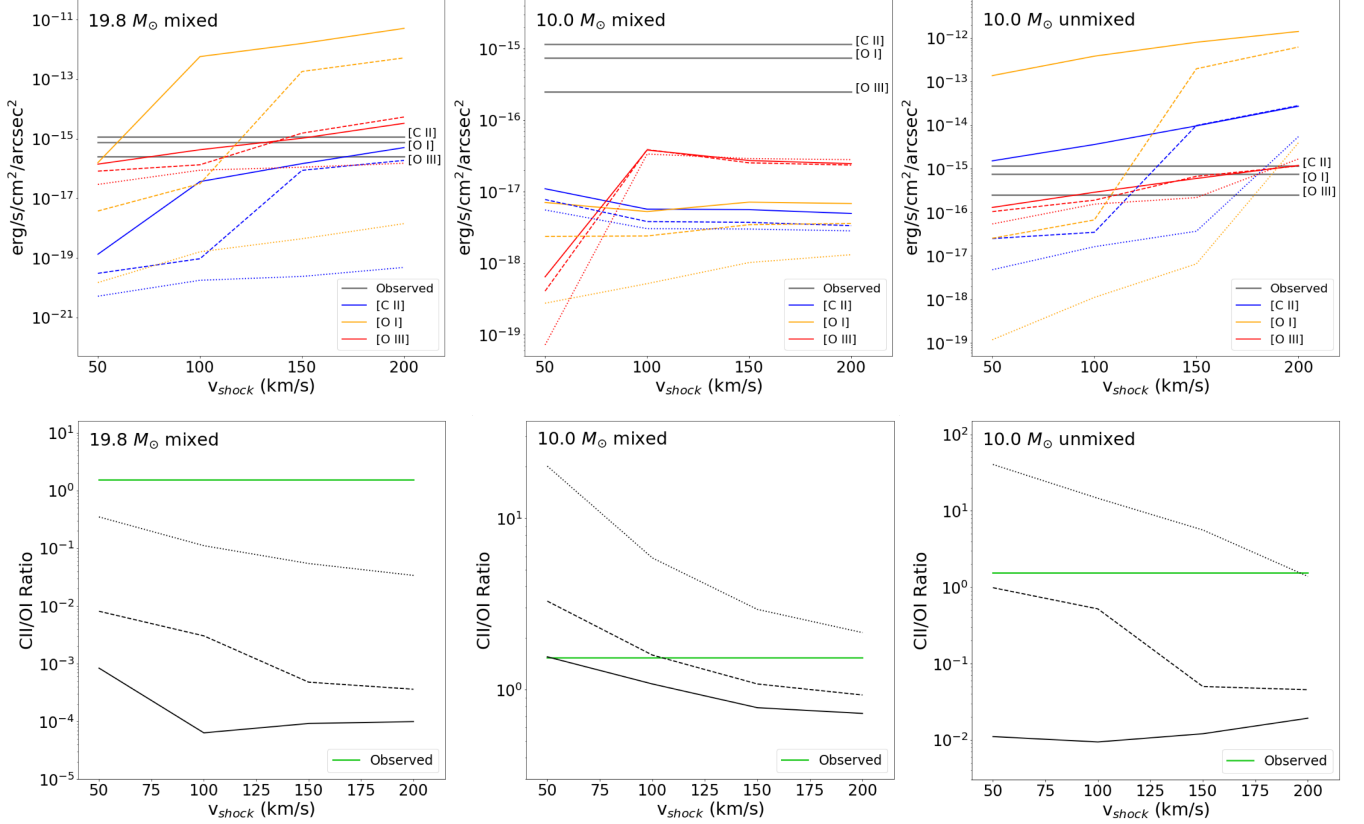 19.8 M⊙ mixed
erg/s/cm²/arcsec²
10⁻¹¹
10⁻¹³
10⁻¹⁵
10⁻¹⁷
10⁻¹⁹
10⁻²¹
[C II]
[O I]
[O III]
Observed
[C II]
[O I]
[O III]
50 100 150 200
v_shock (km/s)
10.0 M⊙ mixed
erg/s/cm²/arcsec²
10⁻¹⁵
10⁻¹⁶
10⁻¹⁷
10⁻¹⁸
10⁻¹⁹
[C II]
[O I]
[O III]
Observed
[C II]
[O I]
[O III]
50 100 150 200
v_shock (km/s)
10.0 M⊙ unmixed
erg/s/cm²/arcsec²
10⁻¹²
10⁻¹³
10⁻¹⁴
10⁻¹⁵
10⁻¹⁶
10⁻¹⁷
10⁻¹⁸
10⁻¹⁹
[C II]
[O I]
[O III]
Observed
[C II]
[O I]
[O III]
50 100 150 200
v_shock (km/s)
19.8 M⊙ mixed
CII/OI Ratio
10¹
10⁰
10⁻¹
10⁻²
10⁻³
10⁻⁴
10⁻⁵
Observed
50 75 100 125 150 175 200
v_shock (km/s)
10.0 M⊙ mixed
CII/OI Ratio
10¹
10⁰
Observed
50 75 100 125 150 175 200
v_shock (km/s)
10.0 M⊙ unmixed
CII/OI Ratio
10²
10¹
10⁰
10⁻¹
10⁻²
Observed
50 75 100 125 150 175 200
v_shock (km/s)